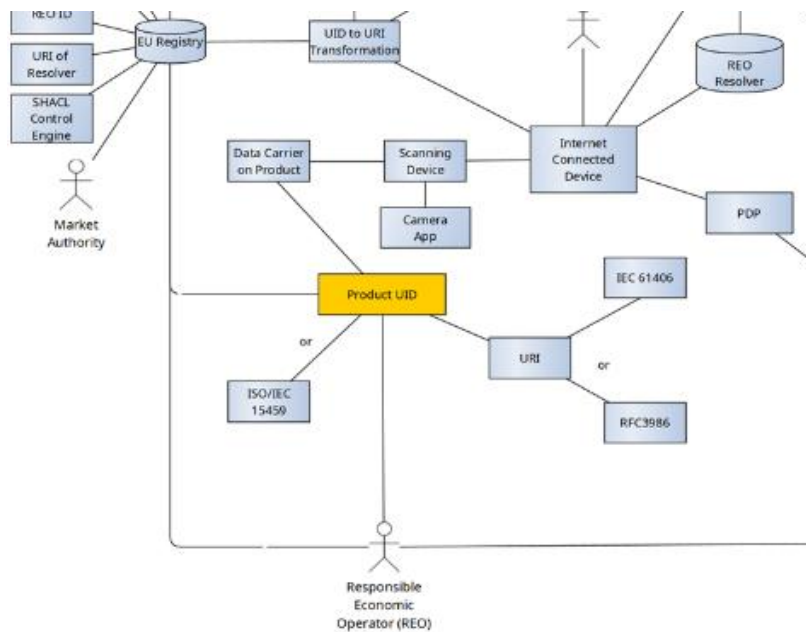 REO ID
EU Registry
UID to URI
Transformation
URI of
Resolver
REO
Resolver
SHACL
Control
Engine
Internet
Connected
Device
Data Carrier
on Product
Scanning
Device
Market
Authority
Camera
App
PDP
IEC 61406
Product UID
or
URI
or
ISO/IEC
15459
RFC3986
Responsible
Economic
Operator (REO)